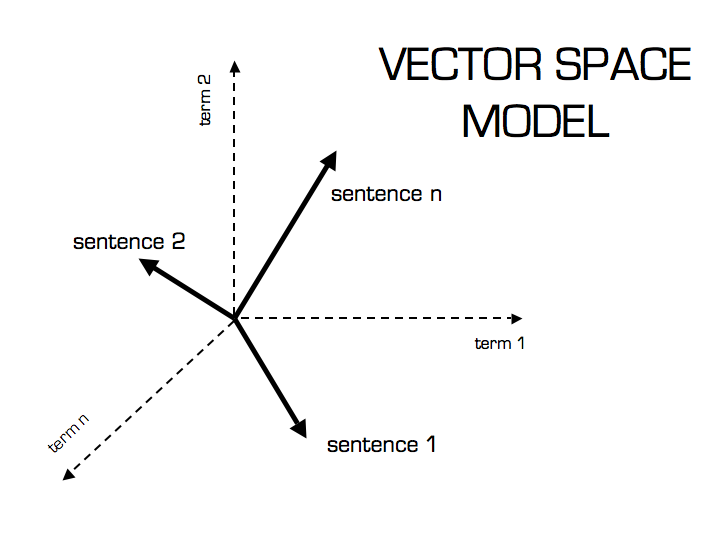 VECTOR SPACE
MODEL
term 2
sentence n
sentence 2
term 1
term n
sentence 1